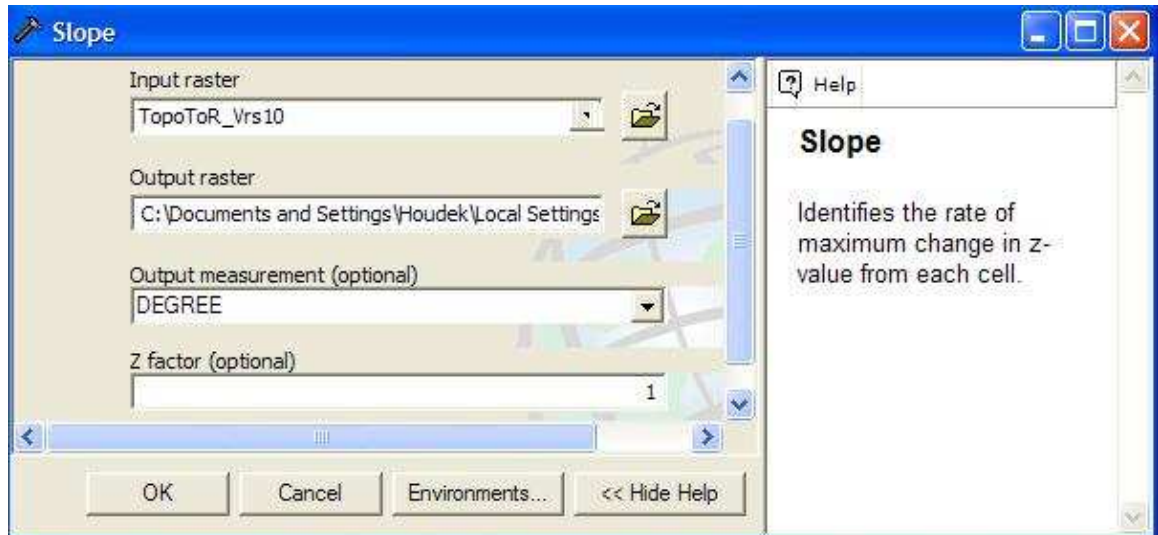 Slope
Input raster
TopoToR_Vrs10
Output raster
C:\Documents and Settings\Houdek\Local Settings
Output measurement (optional)
DEGREE
Z factor (optional)
1
OK
Cancel
Environments...
<< Hide Help
Help
Slope
Identifies the rate of
maximum change in z-
value from each cell.